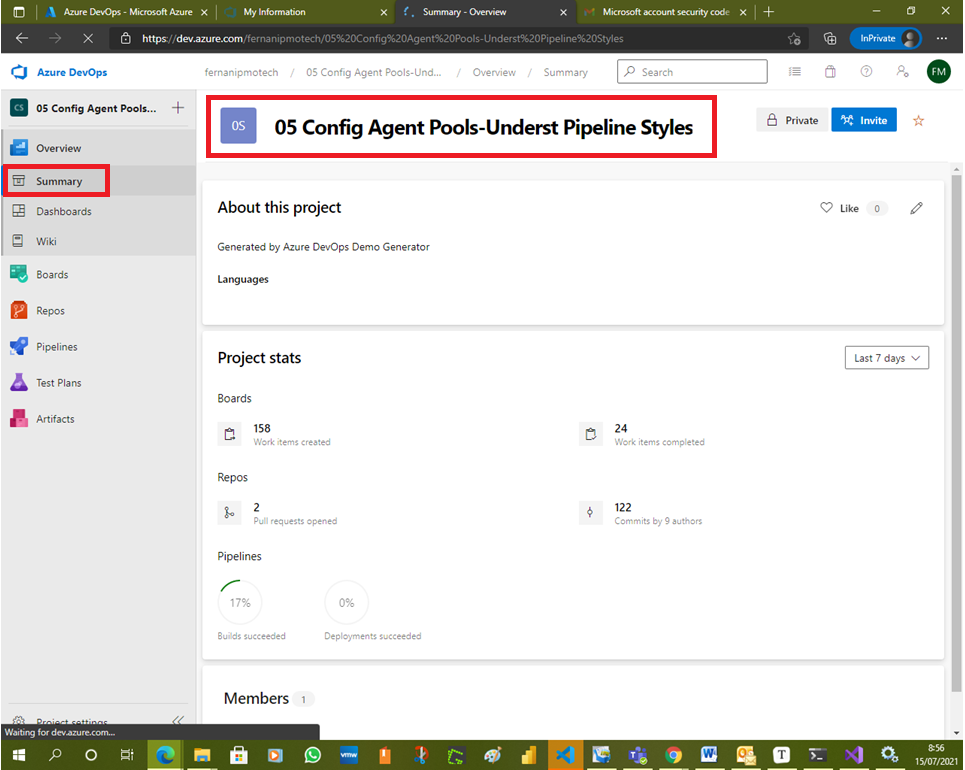 Azure DevOps - Microsoft Azure
My Information
Summary - Overview
Microsoft account security code
https://dev.azure.com/fernanipmotech/05%20Config%20Agent%20Pools-Underst%20Pipeline%20Styles
InPrivate
Azure DevOps
fernanipmotech / 05 Config Agent Pools-Und... / Overview / Summary
Search
FM
CS
05 Config Agent Pools...
0S
05 Config Agent Pools-Underst Pipeline Styles
Private
Invite
Overview
Summary
Dashboards
Wiki
Boards
Repos
Pipelines
Test Plans
Artifacts
About this project
Like 0
Generated by Azure DevOps Demo Generator
Languages
Project stats
Last 7 days
Boards
158
Work items created
24
Work items completed
Repos
2
Pull requests opened
122
Commits by 9 authors
Pipelines
17%
Builds succeeded
0%
Deployments succeeded
Members 1
Project settings
Waiting for dev.azure.com...
vmw
T
8:56
15/07/2021